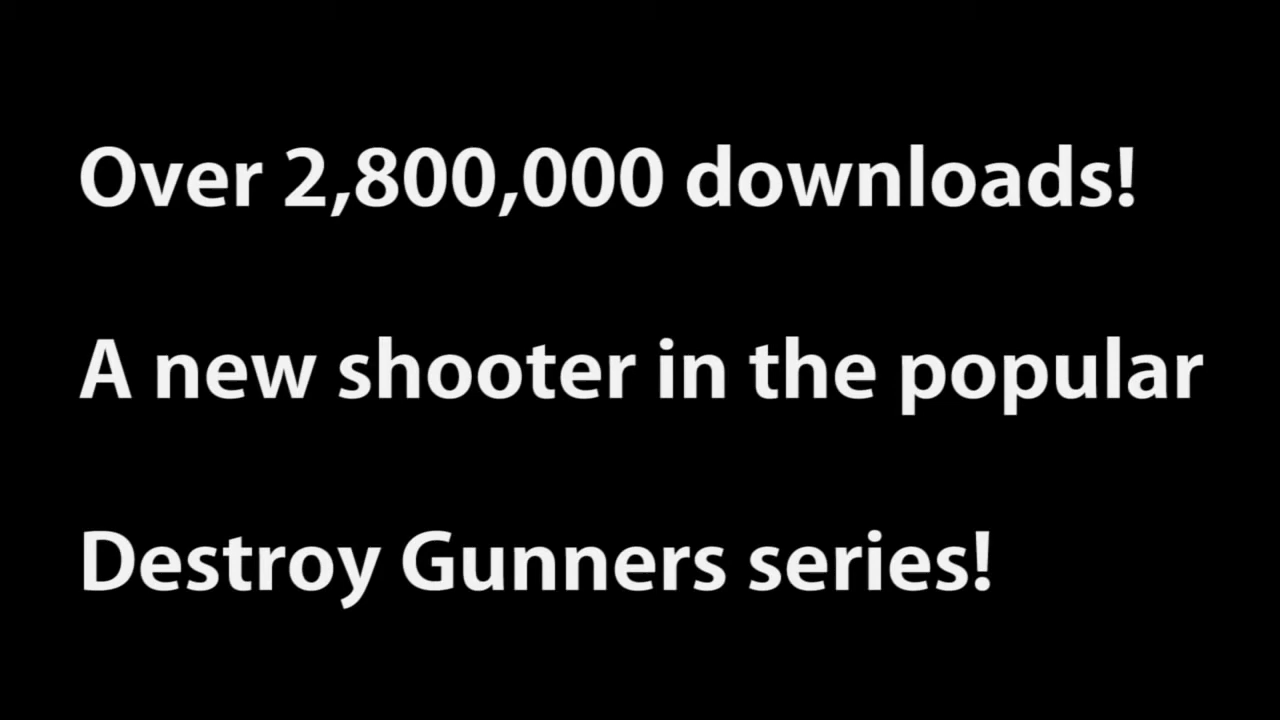 Over 2,800,000 downloads!
A new shooter in the popular
Destroy Gunners series!